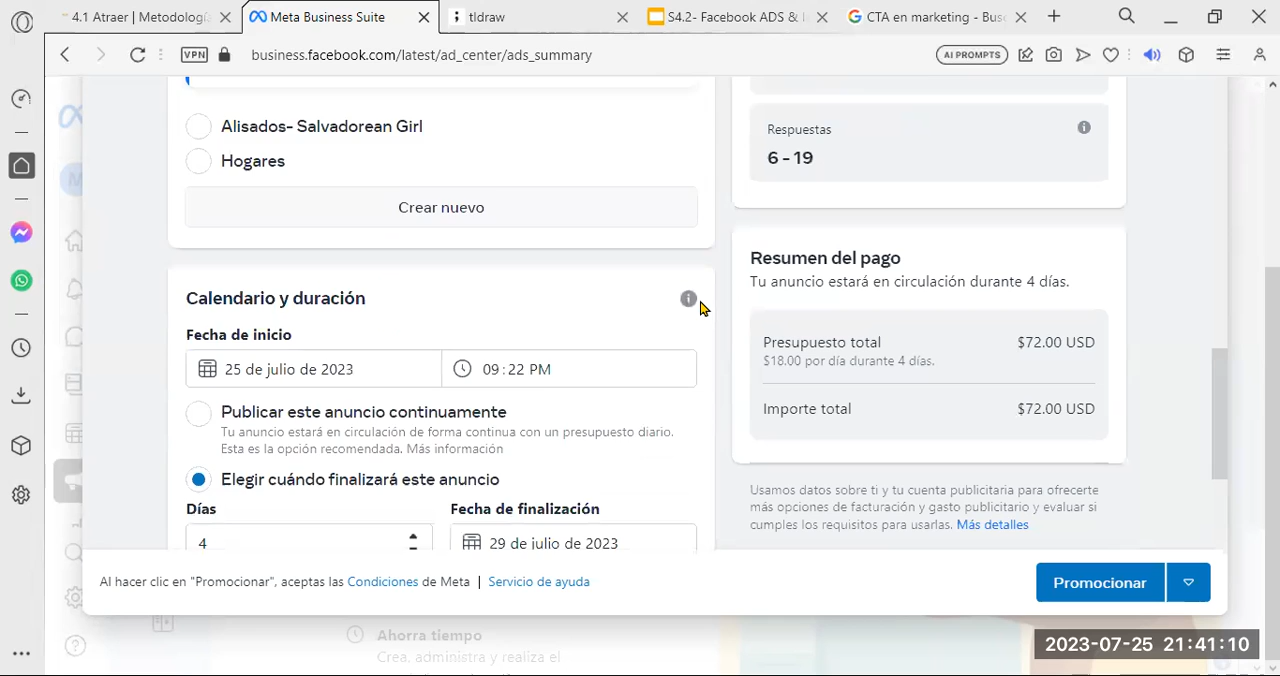 4.1 Atraer | Metodologí
Meta Business Suite
tldraw
S4.2- Facebook ADS & I
CTA en marketing - Bus
VPN
business.facebook.com/latest/ad_center/ads_summary
AI PROMPTS
Alisados- Salvadorean Girl
Hogares
Crear nuevo
Calendario y duración
Fecha de inicio
25 de julio de 2023
09:22 PM
Publicar este anuncio continuamente
Tu anuncio estará en circulación de forma continua con un presupuesto diario.
Esta es la opción recomendada. Más información
Elegir cuándo finalizará este anuncio
Días
Fecha de finalización
4
29 de julio de 2023
Respuestas
6 - 19
Resumen del pago
Tu anuncio estará en circulación durante 4 días.
Presupuesto total
$72.00 USD
$18.00 por día durante 4 días.
Importe total
$72.00 USD
Usamos datos sobre ti y tu cuenta publicitaria para ofrecerte
más opciones de facturación y gasto publicitario y evaluar si
cumples los requisitos para usarlas. Más detalles
Al hacer clic en "Promocionar", aceptas las Condiciones de Meta | Servicio de ayuda
Promocionar
Ahorra tiempo
Crea, administra y realiza el
2023-07-25 21:41:10